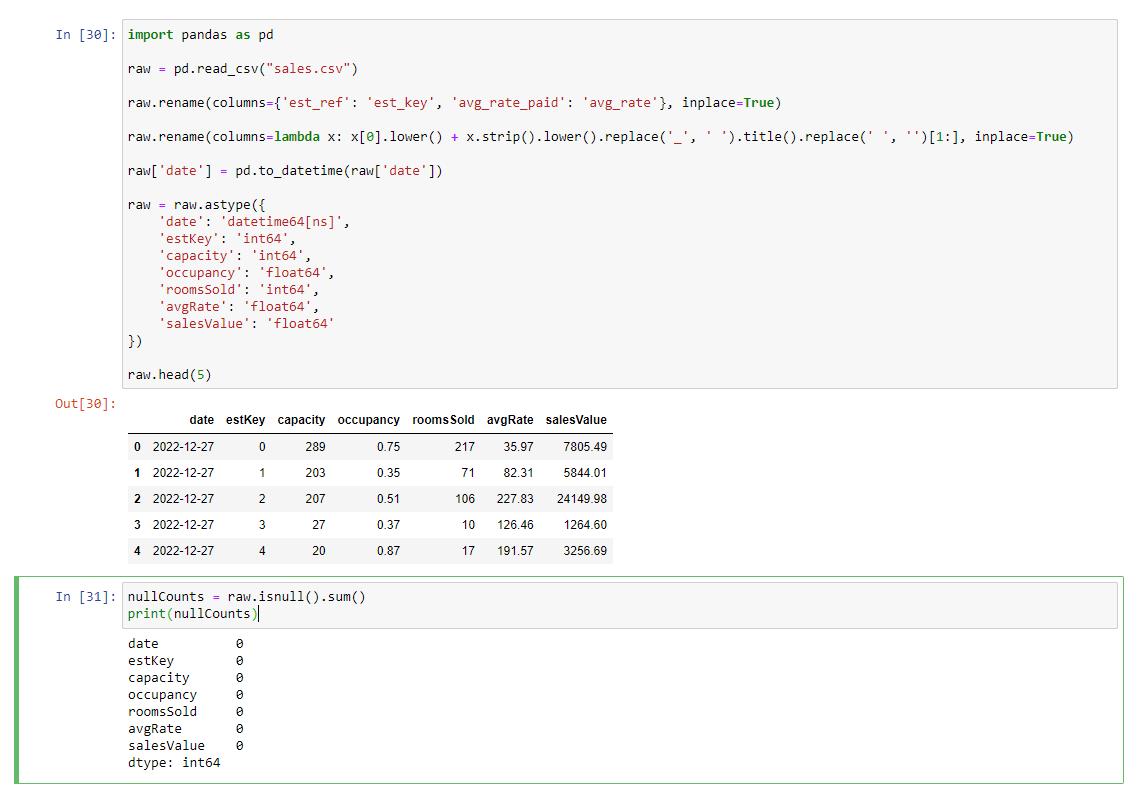 In [30]: import pandas as pd
raw = pd.read_csv("sales.csv")
raw.rename(columns={'est_ref': 'est_key', 'avg_rate_paid': 'avg_rate'}, inplace=True)
raw.rename(columns=lambda x: x[0].lower() + x.strip().lower().replace('_', ' ').title().replace(' ', '')[1:], inplace=True)
raw['date'] = pd.to_datetime(raw['date'])
raw = raw.astype({
    'date': 'datetime64[ns]',
    'estKey': 'int64',
    'capacity': 'int64',
    'occupancy': 'float64',
    'roomsSold': 'int64',
    'avgRate': 'float64',
    'salesValue': 'float64'
})
raw.head(5)
Out[30]:
date estKey capacity occupancy roomsSold avgRate salesValue
0 2022-12-27 0 289 0.75 217 35.97 7805.49
1 2022-12-27 1 203 0.35 71 82.31 5844.01
2 2022-12-27 2 207 0.51 106 227.83 24149.98
3 2022-12-27 3 27 0.37 10 126.46 1264.60
4 2022-12-27 4 20 0.87 17 191.57 3256.69
In [31]: nullCounts = raw.isnull().sum()
print(nullCounts)
date 0
estKey 0
capacity 0
occupancy 0
roomsSold 0
avgRate 0
salesValue 0
dtype: int64